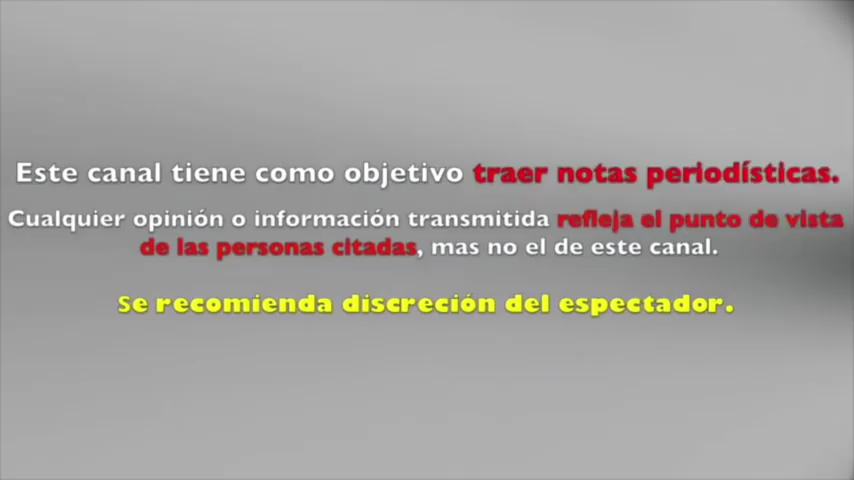 Este canal tiene como objetivo traer notas periodísticas.
Cualquier opinión o información transmitida refleja el punto de vista
de las personas citadas, mas no el de este canal.
Se recomienda discreción del espectador.